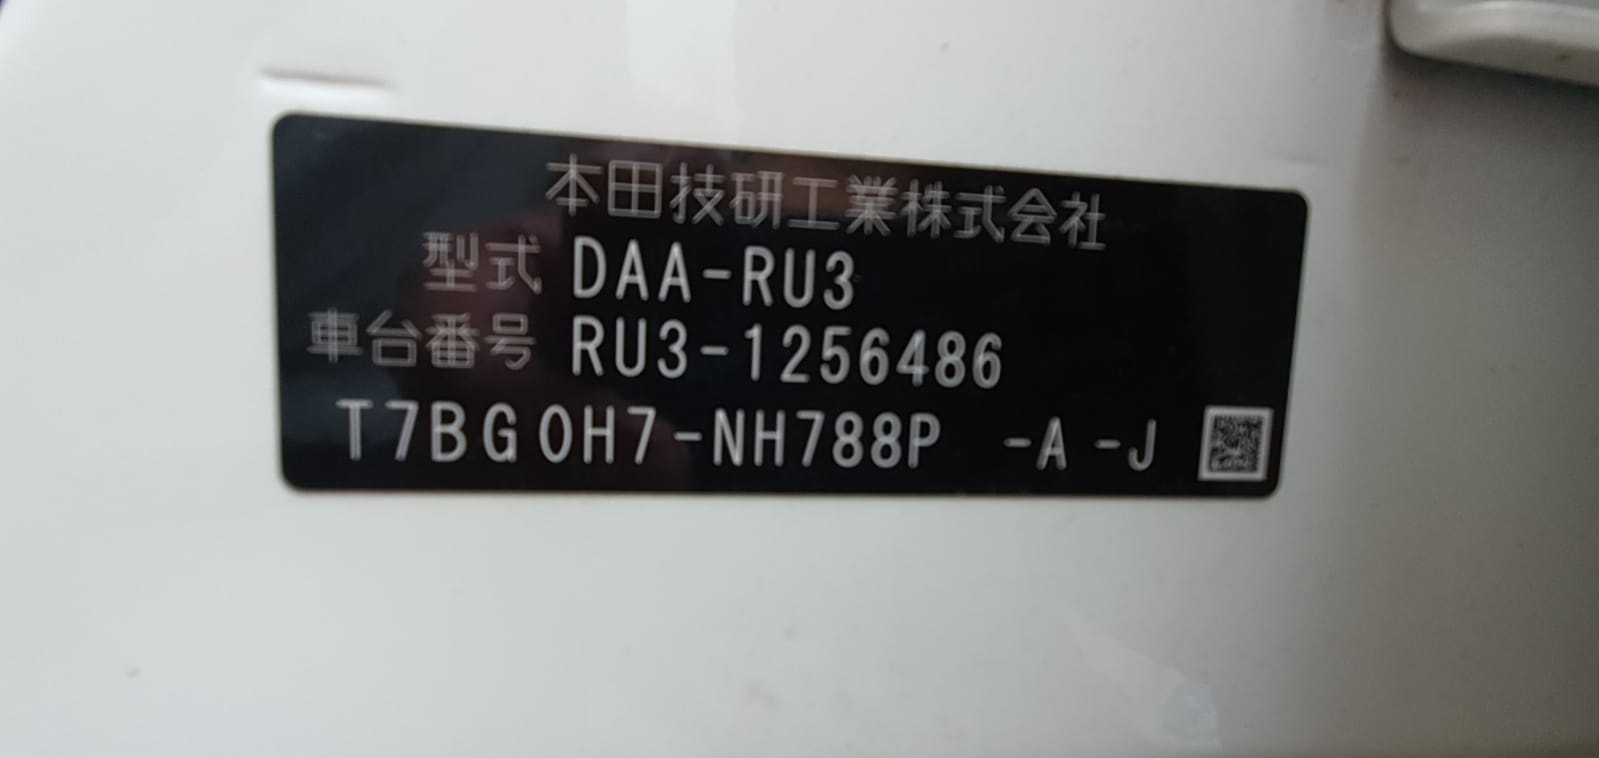 本田技研工業株式会社
型式 DAA-RU3
車台番号 RU3-1256486
T7BG0H7-NH788P -A -J